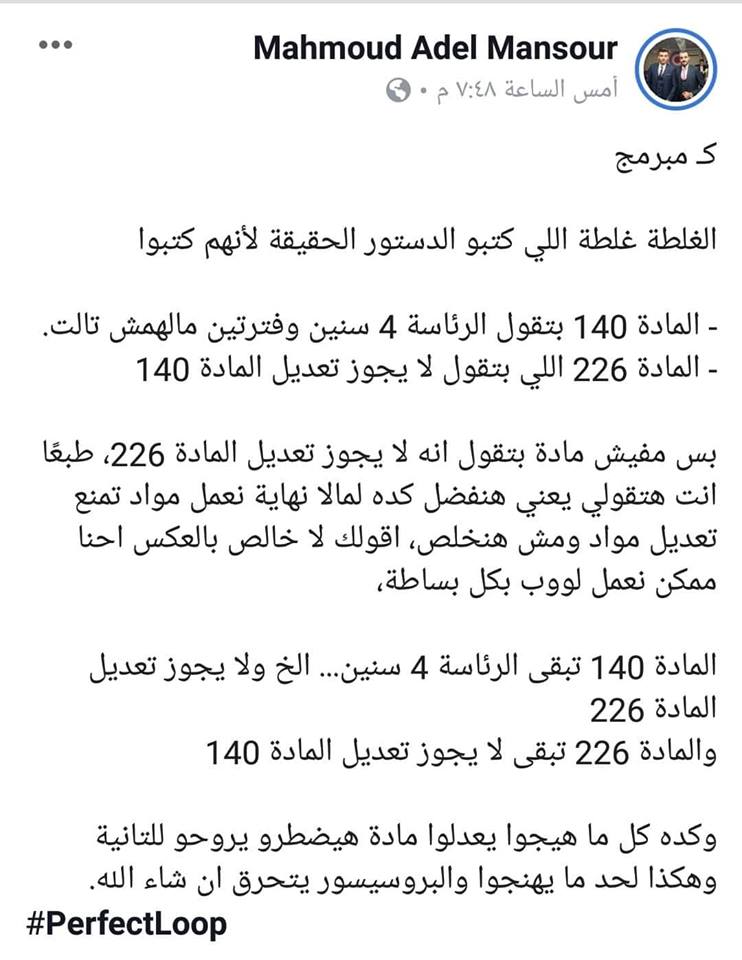 Mahmoud Adel Mansour
أمس الساعة ٧:٤٨ م •
كـ مبرمج
الغلطة غلطة اللي كتبو الدستور الحقيقة لأنهم كتبوا
- المادة 140 بتقول الرئاسة 4 سنين وفترتين مالهمش تالت.
- المادة 226 اللي بتقول لا يجوز تعديل المادة 140
بس مفيش مادة بتقول انه لا يجوز تعديل المادة 226، طبعًا
انت هتقولي يعني هنفضل كده لمالا نهاية نعمل مواد تمنع
تعديل مواد ومش هنخلص، اقولك لا خالص بالعكس احنا
ممكن نعمل لووب بكل بساطة،
المادة 140 تبقى الرئاسة 4 سنين... الخ ولا يجوز تعديل
المادة 226
والمادة 226 تبقى لا يجوز تعديل المادة 140
وكده كل ما هيجوا يعدلوا مادة هيضطرو يروحو للتانية
وهكذا لحد ما يهنجوا والبروسيسور يتحرق ان شاء الله.
#PerfectLoop